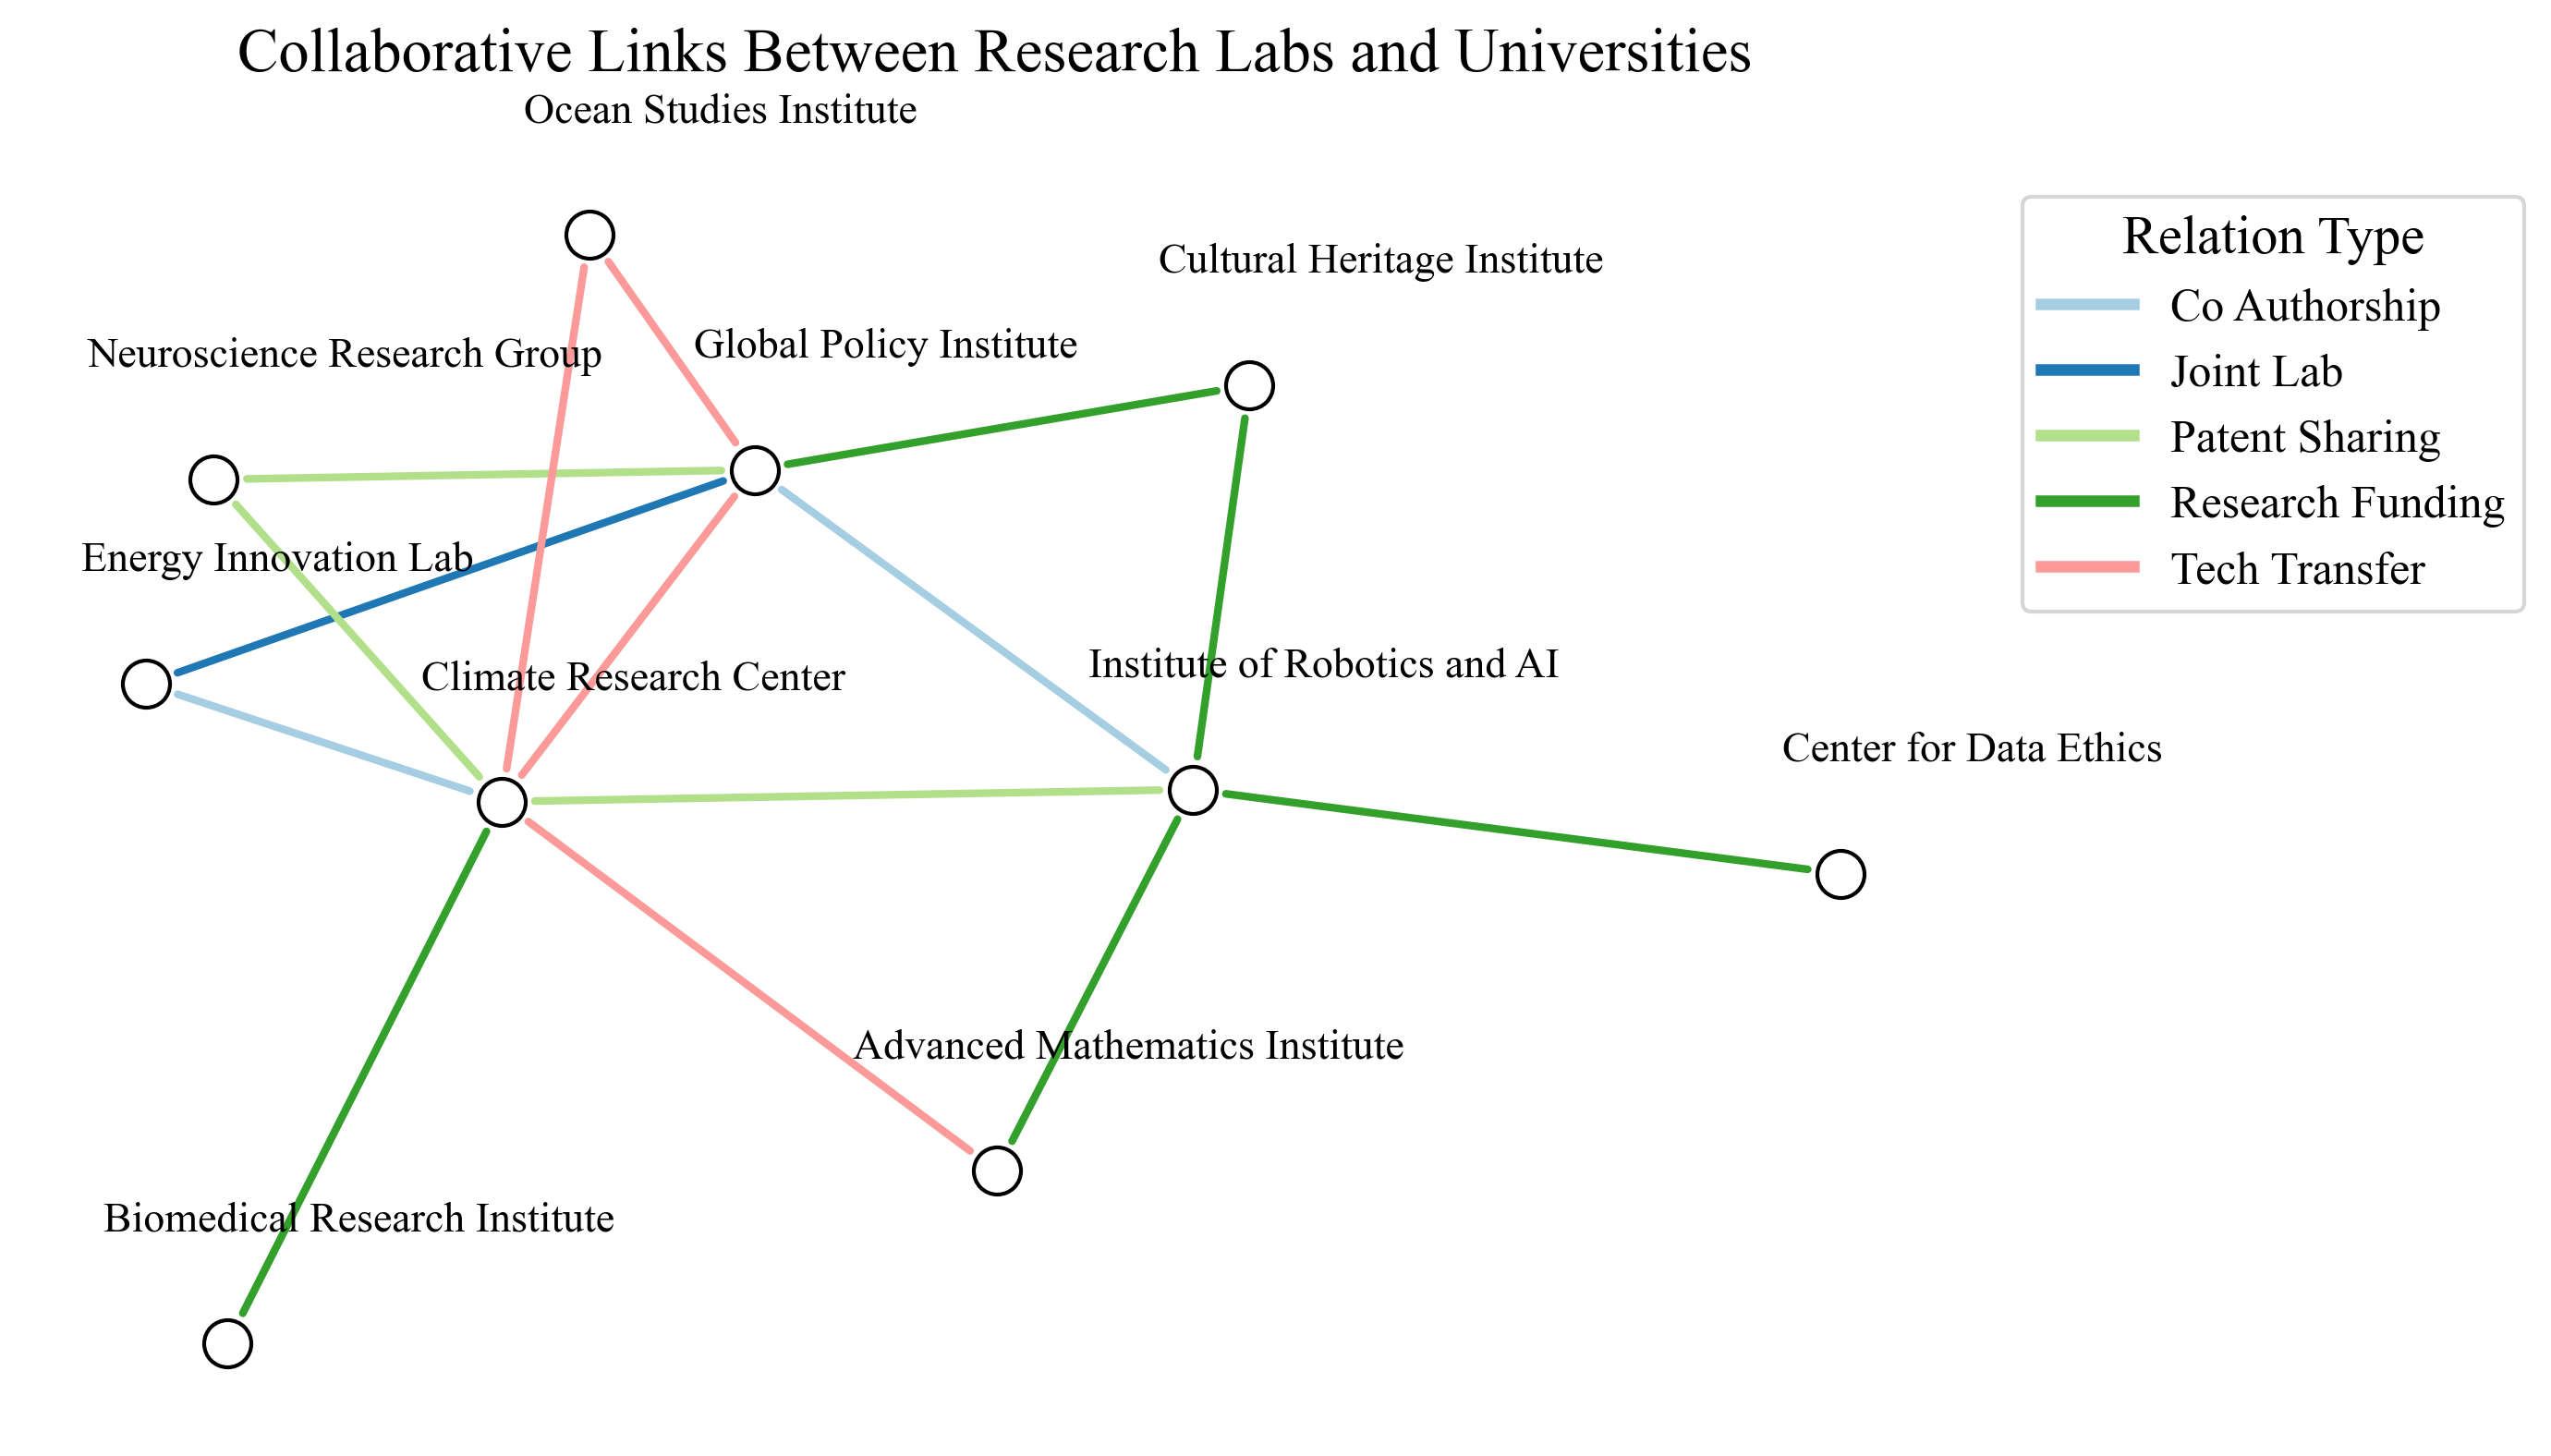 Collaborative Links Between Research Labs and Universities
Ocean Studies Institute
Cultural Heritage Institute
Neuroscience Research Group
Global Policy Institute
Energy Innovation Lab
Climate Research Center
Institute of Robotics and AI
Center for Data Ethics
Advanced Mathematics Institute
Biomedical Research Institute
Relation Type
Co Authorship
Joint Lab
Patent Sharing
Research Funding
Tech Transfer